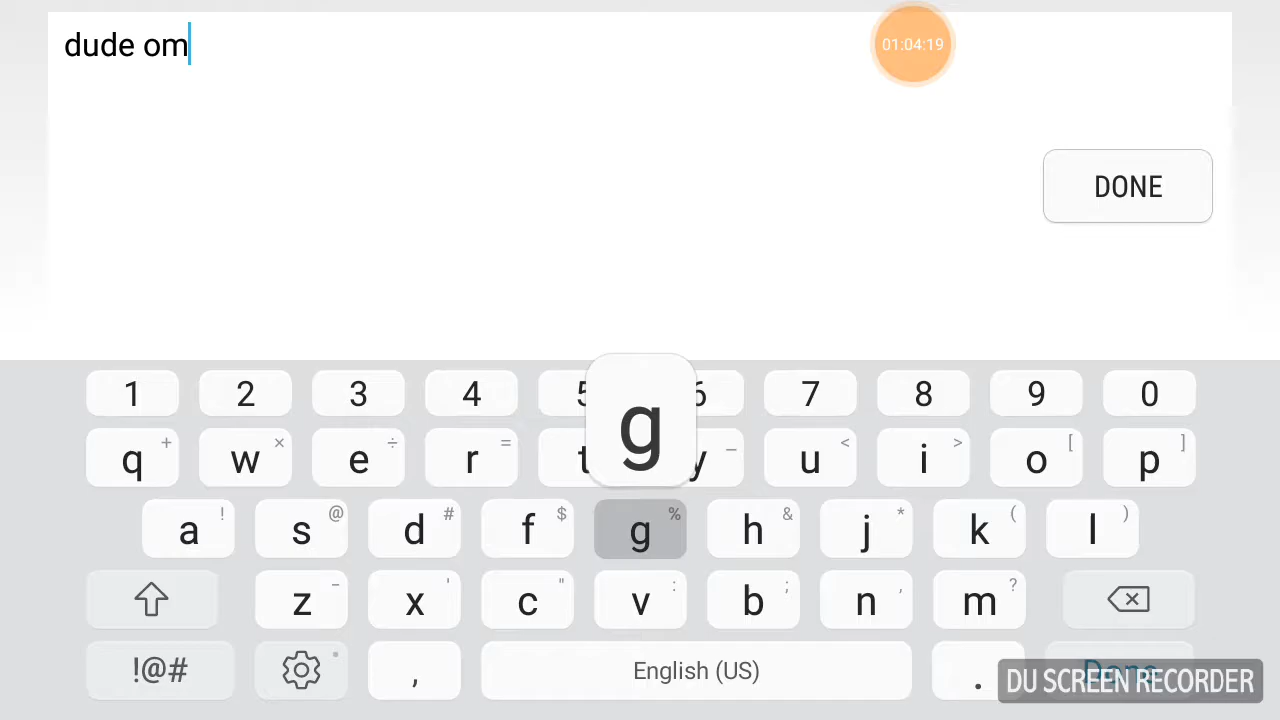 dude om
01:04:19
DONE
1 2 3 4 5 6 7 8 9 0
g
q + w × e ÷ r = t y – u < i > o [ p ]
a ! s @ d # f $ g % h & j * k ( l )
z – x ' c " v : b ; n , m ?
!@# , English (US) . Done
DU SCREEN RECORDER